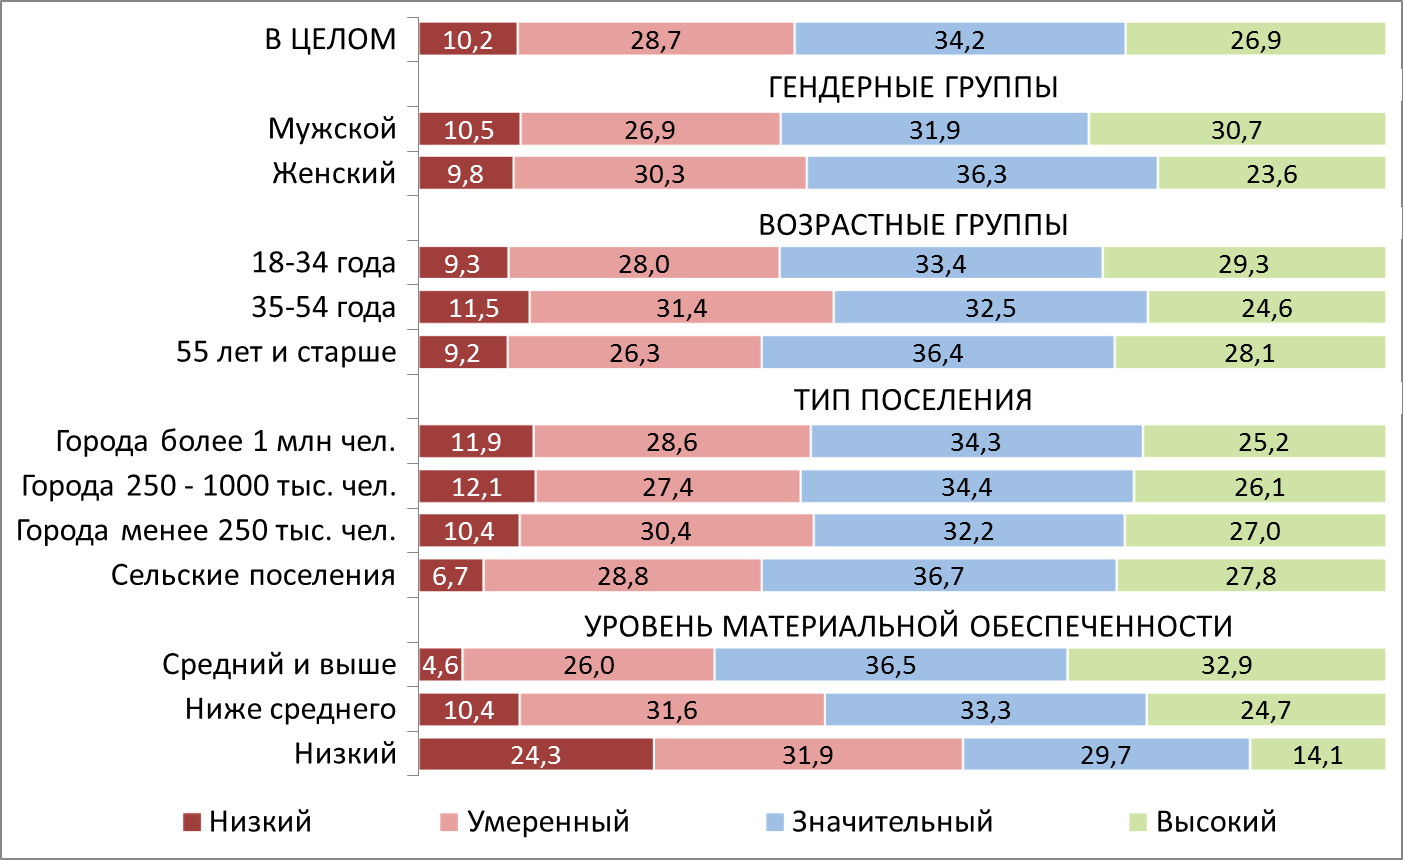 В ЦЕЛОМ 10,2 28,7 34,2 26,9
ГЕНДЕРНЫЕ ГРУППЫ
Мужской 10,5 26,9 31,9 30,7
Женский 9,8 30,3 36,3 23,6
ВОЗРАСТНЫЕ ГРУППЫ
18-34 года 9,3 28,0 33,4 29,3
35-54 года 11,5 31,4 32,5 24,6
55 лет и старше 9,2 26,3 36,4 28,1
ТИП ПОСЕЛЕНИЯ
Города более 1 млн чел. 11,9 28,6 34,3 25,2
Города 250 - 1000 тыс. чел. 12,1 27,4 34,4 26,1
Города менее 250 тыс. чел. 10,4 30,4 32,2 27,0
Сельские поселения 6,7 28,8 36,7 27,8
УРОВЕНЬ МАТЕРИАЛЬНОЙ ОБЕСПЕЧЕННОСТИ
Средний и выше 4,6 26,0 36,5 32,9
Ниже среднего 10,4 31,6 33,3 24,7
Низкий 24,3 31,9 29,7 14,1
Низкий Умеренный Значительный Высокий